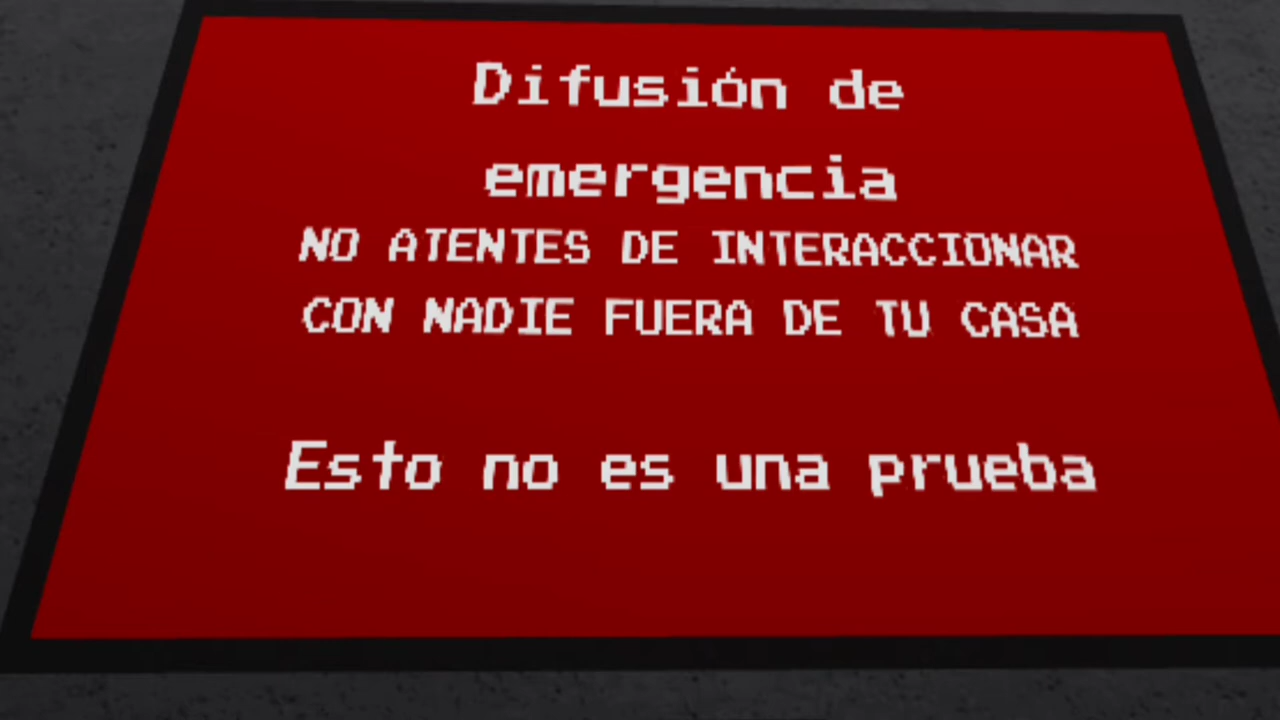 Difusión de
emergencia
NO ATENTES DE INTERACCIONAR
CON NADIE FUERA DE TU CASA
Esto no es una prueba